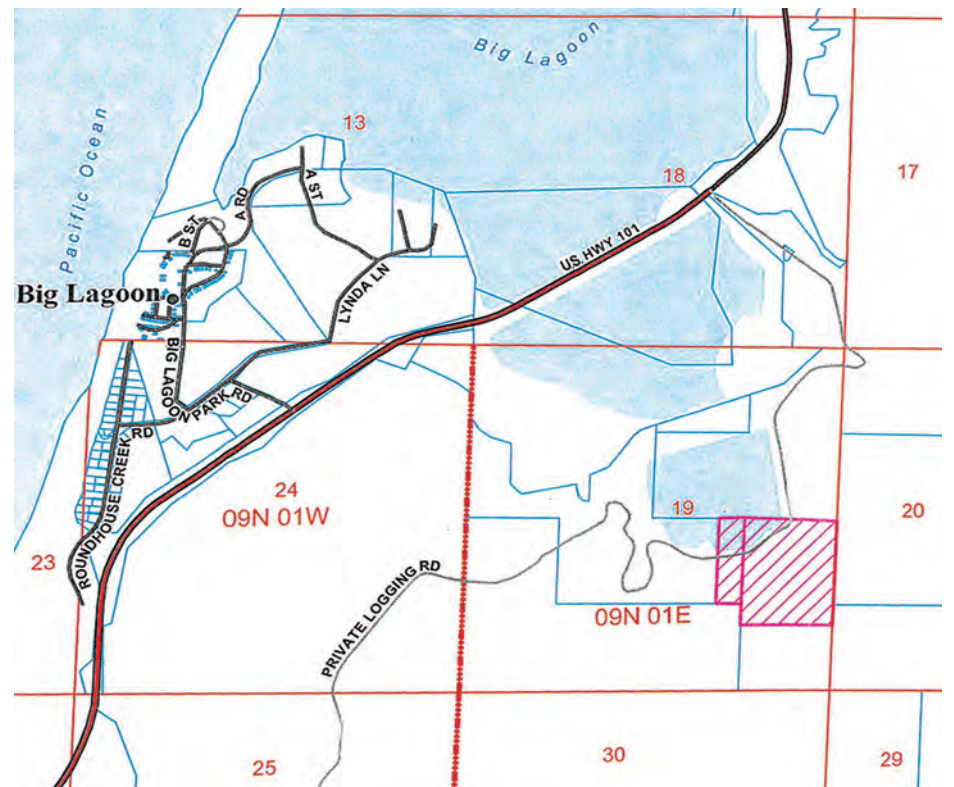 Big Lagoon
Pacific Ocean
13
18
17
A RD
A ST
B ST
US HWY 101
LYNDA LN
Big Lagoon
BIG LAGOON PARK RD
ROUNDHOUSE CREEK RD
24
09N 01W
19
20
23
PRIVATE LOGGING RD
09N 01E
25
30
29